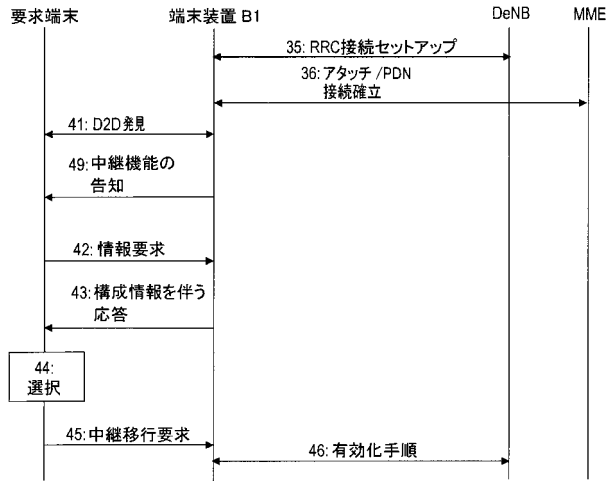 要求端末
端末装置 B1
DeNB
MME
35: RRC接続セットアップ
36: アタッチ /PDN
接続確立
41: D2D発見
49: 中継機能の
告知
42: 情報要求
43: 構成情報を伴う
応答
44:
選択
45: 中継移行要求
46: 有効化手順